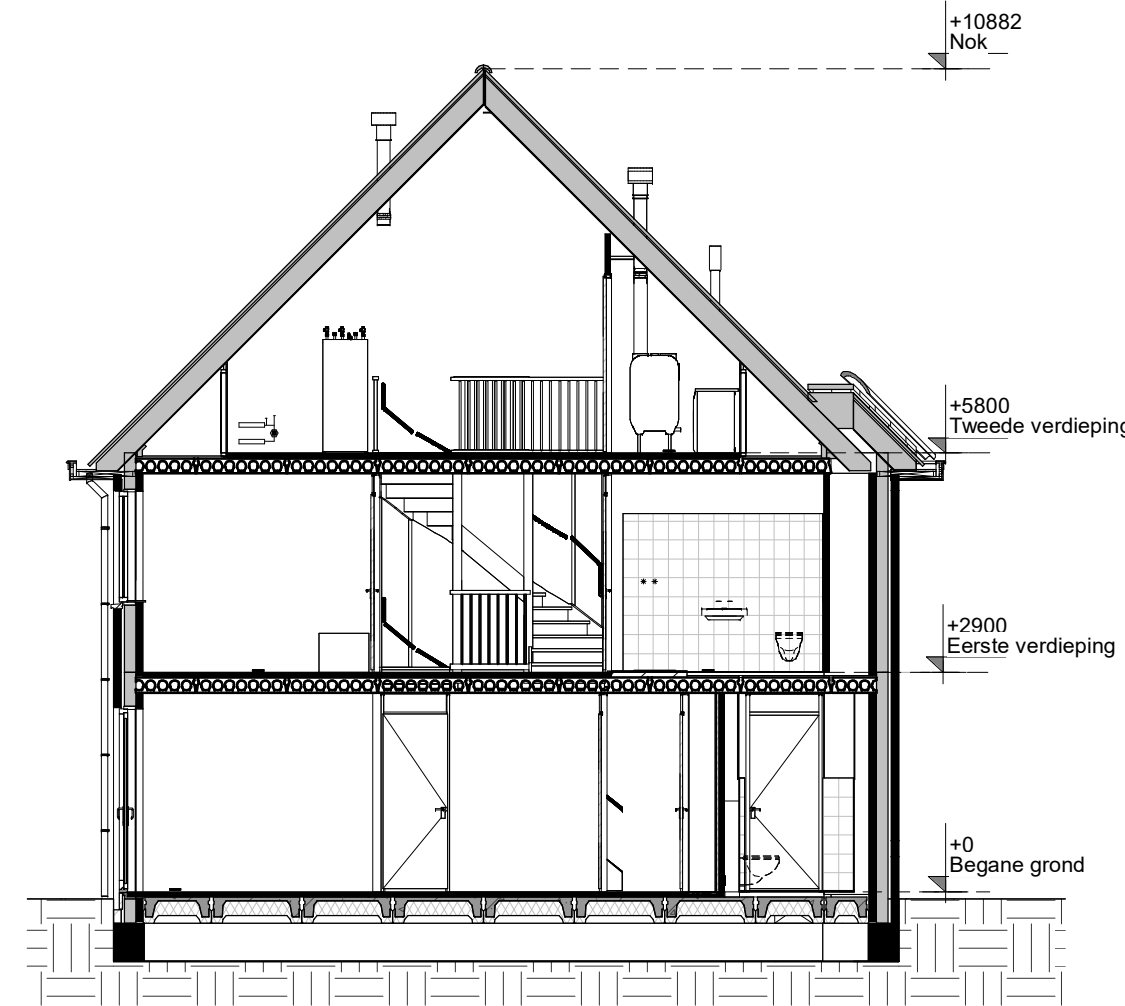 +10882
Nok
+5800
Tweede verdieping
+2900
Eerste verdieping
+0
Begane grond